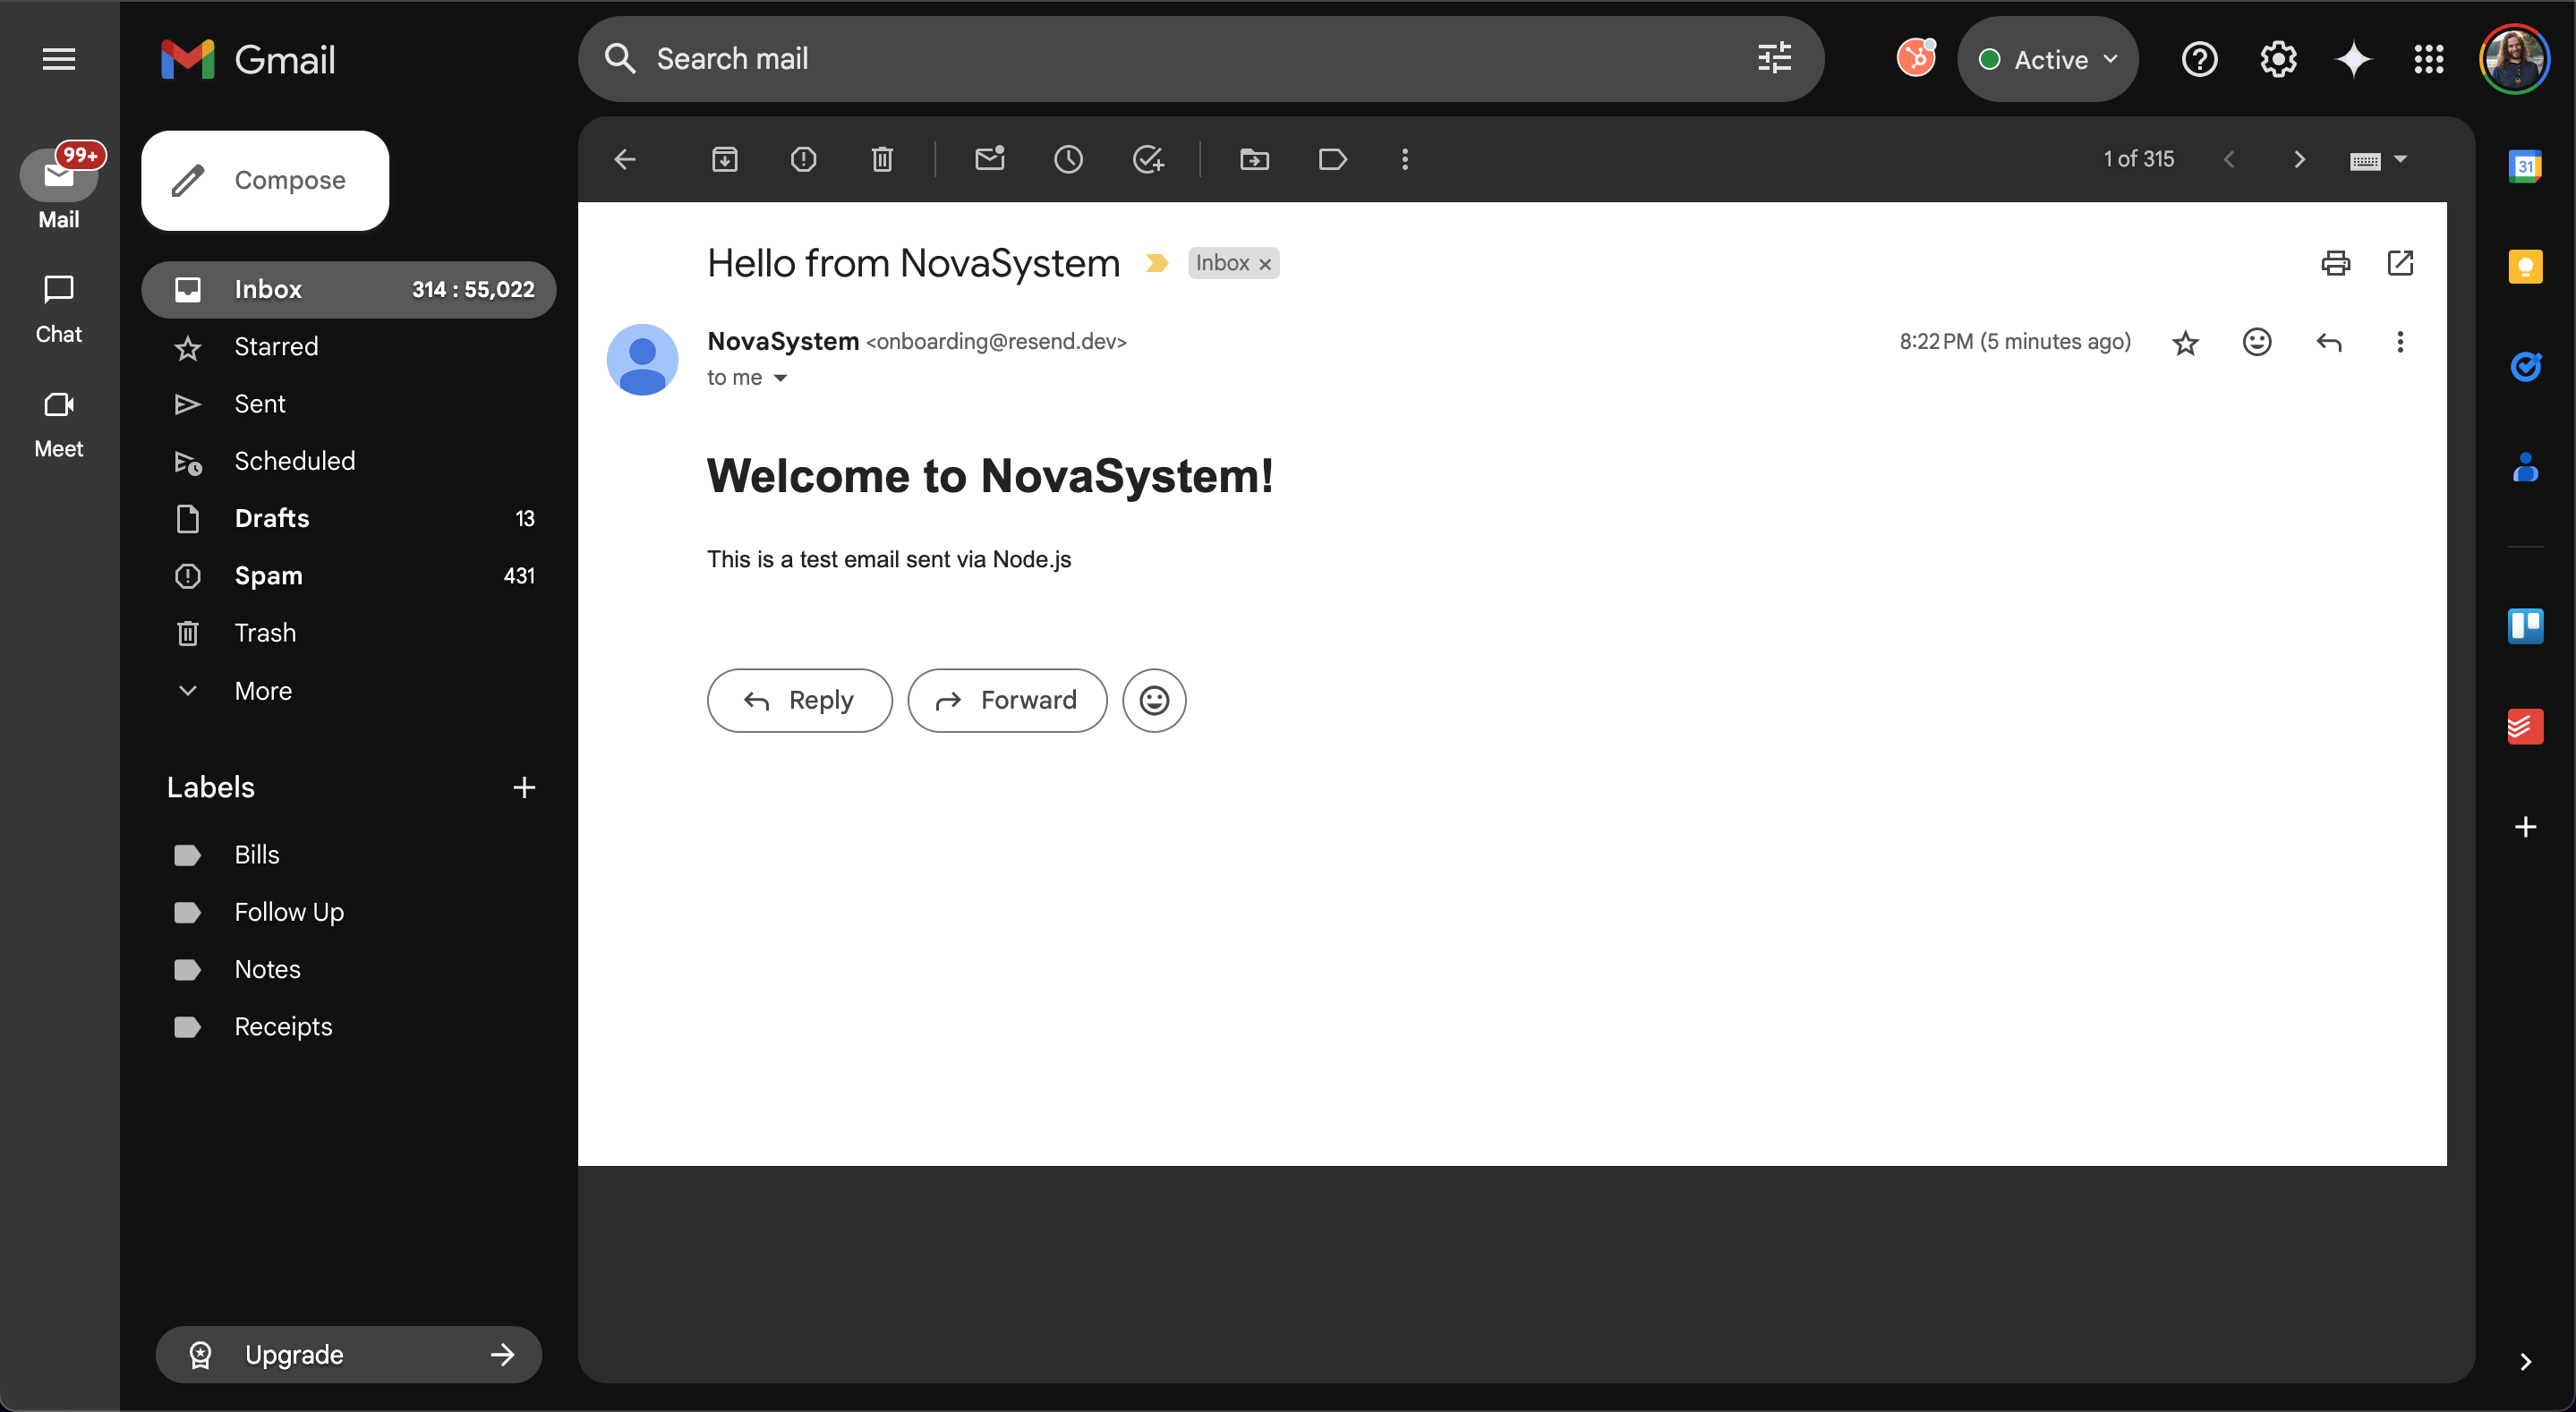 Gmail
Search mail
Active
99+
Mail
Chat
Meet
Compose
Inbox 314 : 55,022
Starred
Sent
Scheduled
Drafts 13
Spam 431
Trash
More
Labels
Bills
Follow Up
Notes
Receipts
Upgrade
1 of 315
Hello from NovaSystem Inbox x
NovaSystem <onboarding@resend.dev> 8:22 PM (5 minutes ago)
to me
Welcome to NovaSystem!
This is a test email sent via Node.js
Reply Forward
31